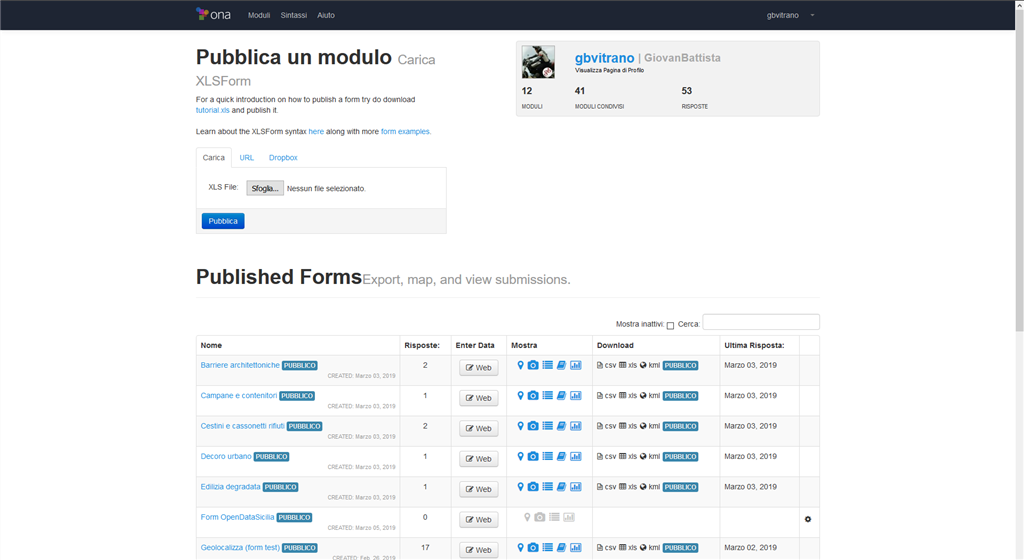 ona Moduli Sintassi Aiuto gbvitrano
Pubblica un modulo Carica
XLSForm
For a quick introduction on how to publish a form try do download
tutorial.xls and publish it.
Learn about the XLSForm syntax here along with more form examples.
Carica URL Dropbox
XLS File: Sfoglia... Nessun file selezionato.
Pubblica
gbvitrano | GiovanBattista
Visualizza Pagina di Profilo
12 41 53
MODULI MODULI CONDIVISI RISPOSTE
Published Forms Export, map, and view submissions.
Mostra inattivi: Cerca:
Nome Risposte: Enter Data Mostra Download Ultima Risposta:
Barriere architettoniche PUBBLICO 2 Web csv xls kml PUBBLICO Marzo 03, 2019
CREATED: Marzo 03, 2019
Campane e contenitori PUBBLICO 1 Web csv xls kml PUBBLICO Marzo 03, 2019
CREATED: Marzo 03, 2019
Cestini e cassonetti rifiuti PUBBLICO 2 Web csv xls kml PUBBLICO Marzo 03, 2019
CREATED: Marzo 03, 2019
Decoro urbano PUBBLICO 1 Web csv xls kml PUBBLICO Marzo 03, 2019
CREATED: Marzo 03, 2019
Edilizia degradata PUBBLICO 1 Web csv xls kml PUBBLICO Marzo 03, 2019
CREATED: Marzo 03, 2019
Form OpenDataSicilia PUBBLICO 0 Web
CREATED: Marzo 05, 2019
Geolocalizza (form test) PUBBLICO 17 Web csv xls kml PUBBLICO Marzo 02, 2019
CREATED: Feb. 26, 2019